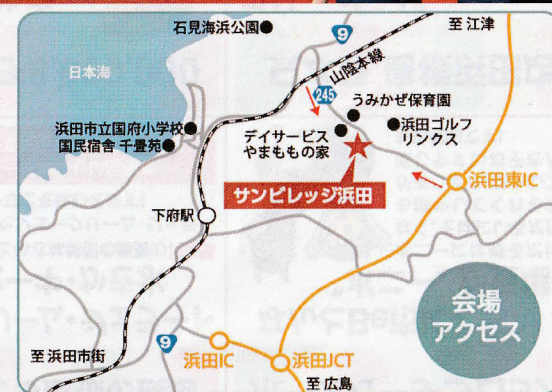 石見海浜公園
9
至 江津
日本海
山陰本線
245
うみかぜ保育園
浜田市立国府小学校
国民宿舎 千畳苑
デイサービス
やまももの家
浜田ゴルフ
リンクス
サンビレッジ浜田
浜田東IC
下府駅
会場
アクセス
9
至 浜田市街
浜田IC
浜田JCT
至 広島